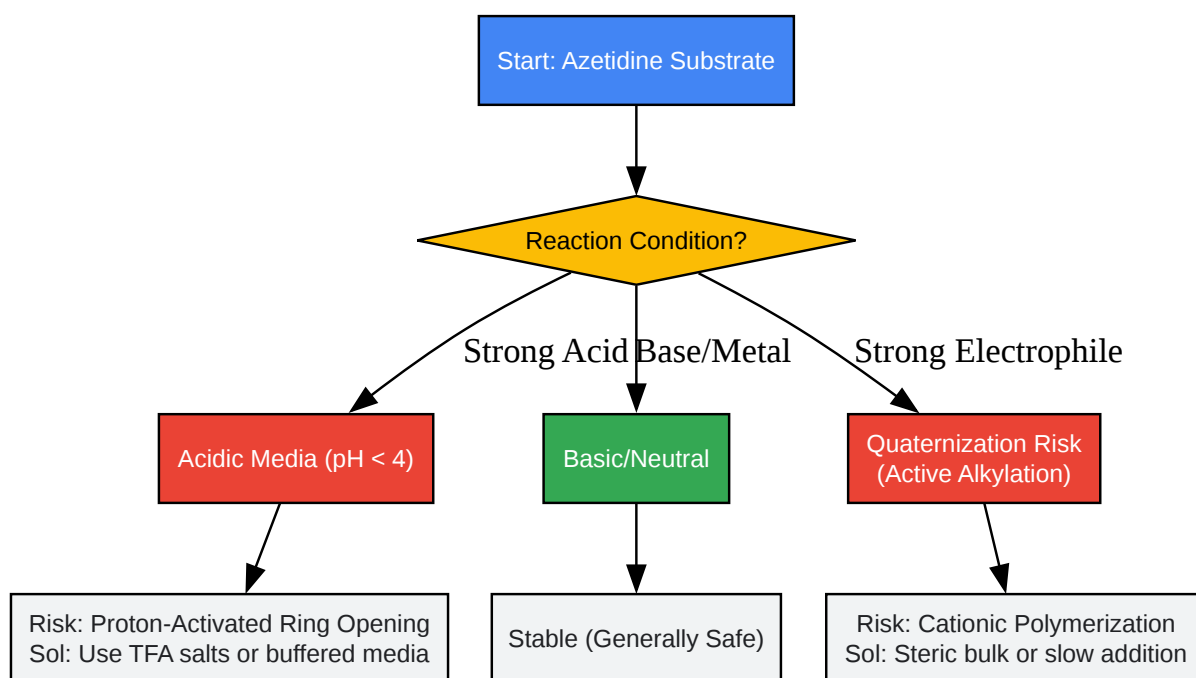 Start: Azetidine Substrate
Reaction Condition?
Strong Acid
Base/Metal
Strong Electrophile
Acidic Media (pH < 4)
Basic/Neutral
Quaternization Risk
(Active Alkylation)
Risk: Proton-Activated Ring Opening
Sol: Use TFA salts or buffered media
Stable (Generally Safe)
Risk: Cationic Polymerization
Sol: Steric bulk or slow addition